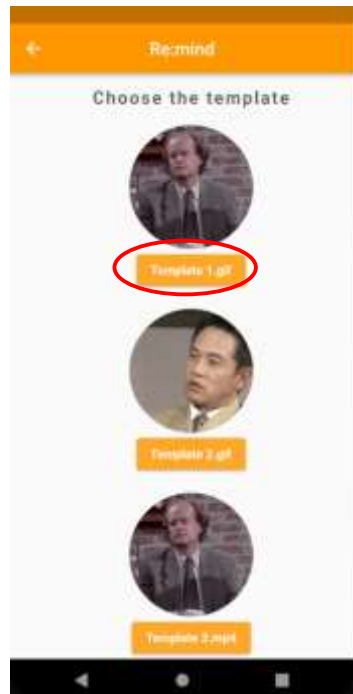 Re:mind
Choose the template
Template 1.gif
Template 2.gif
Template 3.mp4